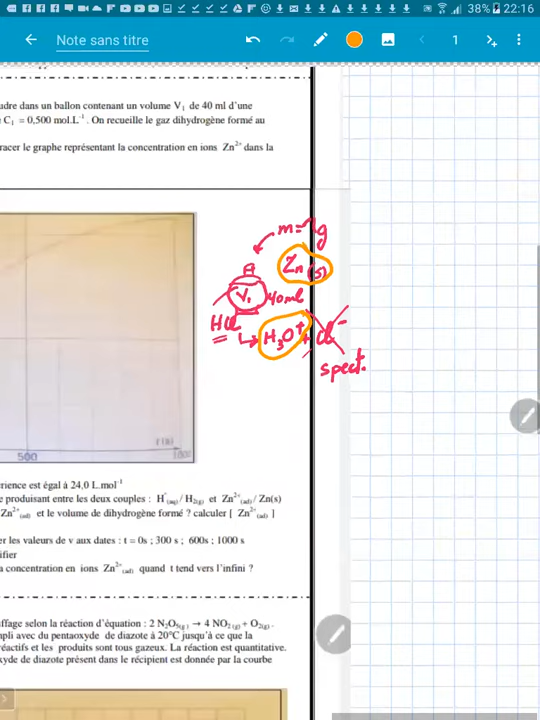 38% 22:16
Note sans titre
1
udre dans un ballon contenant un volume V₁ de 40 ml d'une
C₁ = 0,500 mol.L⁻¹. On recueille le gaz dihydrogène formé au
racer le graphe représentant la concentration en ions Zn²⁺ dans la
m=1g
Zn(s)
V₁ 40ml
HCl
H₃O⁺ + Cl⁻
spect.
t (s)
500
1000
rience est égal à 24,0 L.mol⁻¹
e produisant entre les deux couples : H⁺(aq)/H₂(g) et Zn²⁺(aq)/Zn(s)
Zn²⁺(aq) et le volume de dihydrogène formé ? calculer [ Zn²⁺(aq) ]
er les valeurs de v aux dates : t = 0s ; 300 s ; 600s ; 1000 s
ifier
a concentration en ions Zn²⁺(aq) quand t tend vers l'infini ?
uffage selon la réaction d'équation : 2 N₂O₅(g) → 4 NO₂(g) + O₂(g).
mpli avec du pentaoxyde de diazote à 20°C jusqu'à ce que la
réactifs et les produits sont tous gazeux. La réaction est quantitative.
xyde de diazote présent dans le récipient est donnée par la courbe